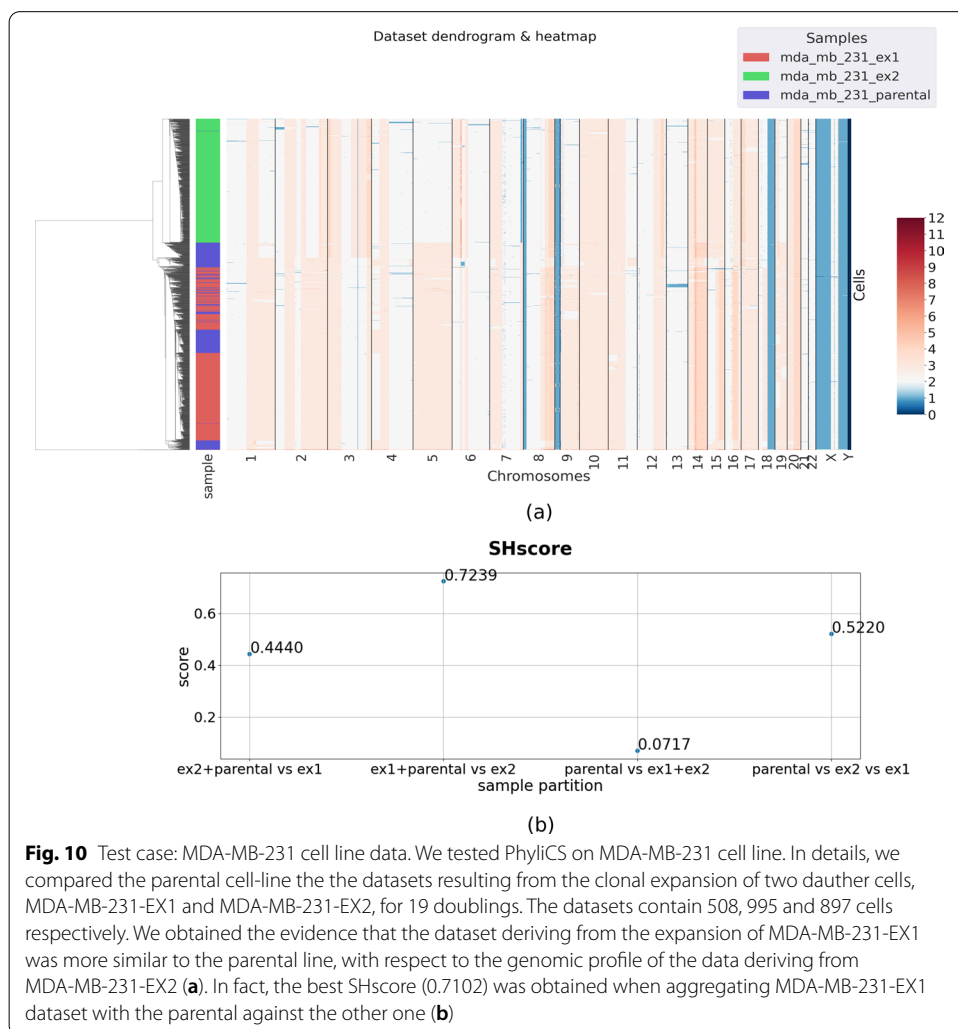 Dataset dendrogram & heatmap
Samples
mda_mb_231_ex1
mda_mb_231_ex2
mda_mb_231_parental
12
11
10
9
8
7
6
5
4
3
2
1
0
Cells
sample
1
2
3
4
5
6
7
8
9
10
11
12
13
14
15
16
17
18
19
20
21
22
X
Y
Chromosomes
(a)
SHscore
score
0.6
0.4
0.2
0.4440
0.7239
0.0717
0.5220
ex2+parental vs ex1
ex1+parental vs ex2
parental vs ex1+ex2
parental vs ex2 vs ex1
sample partition
(b)
Fig. 10 Test case: MDA-MB-231 cell line data. We tested PhyliCS on MDA-MB-231 cell line. In details, we
compared the parental cell-line the the datasets resulting from the clonal expansion of two dauther cells,
MDA-MB-231-EX1 and MDA-MB-231-EX2, for 19 doublings. The datasets contain 508, 995 and 897 cells
respectively. We obtained the evidence that the dataset deriving from the expansion of MDA-MB-231-EX1
was more similar to the parental line, with respect to the genomic profile of the data deriving from
MDA-MB-231-EX2 (a). In fact, the best SHscore (0.7102) was obtained when aggregating MDA-MB-231-EX1
dataset with the parental against the other one (b)